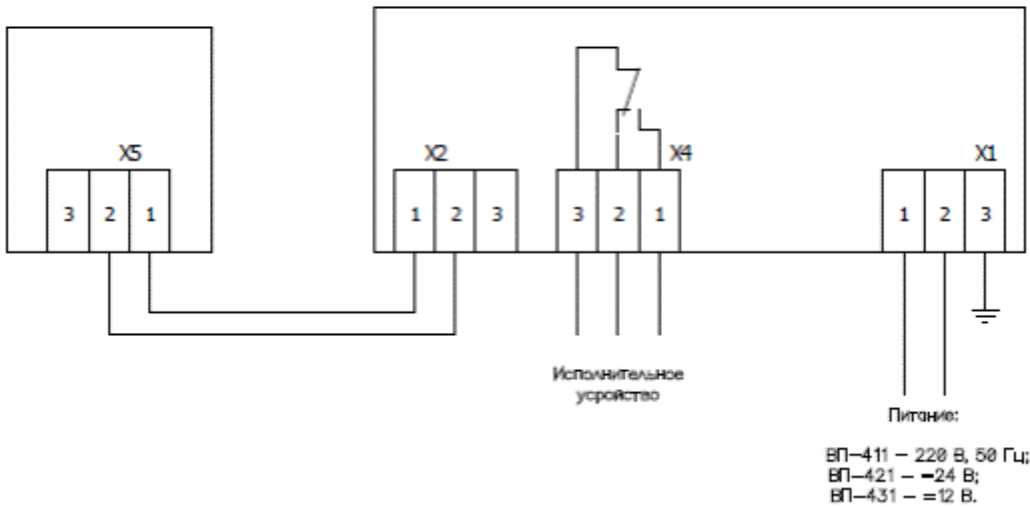 X5
X2
X4
X1
3 2 1
1 2 3
3 2 1
1 2 3
Исполнительное
усройство
Питание:
ВП-411 - 220 В, 50 Гц;
ВП-421 - =24 В;
ВП-431 - =12 В.